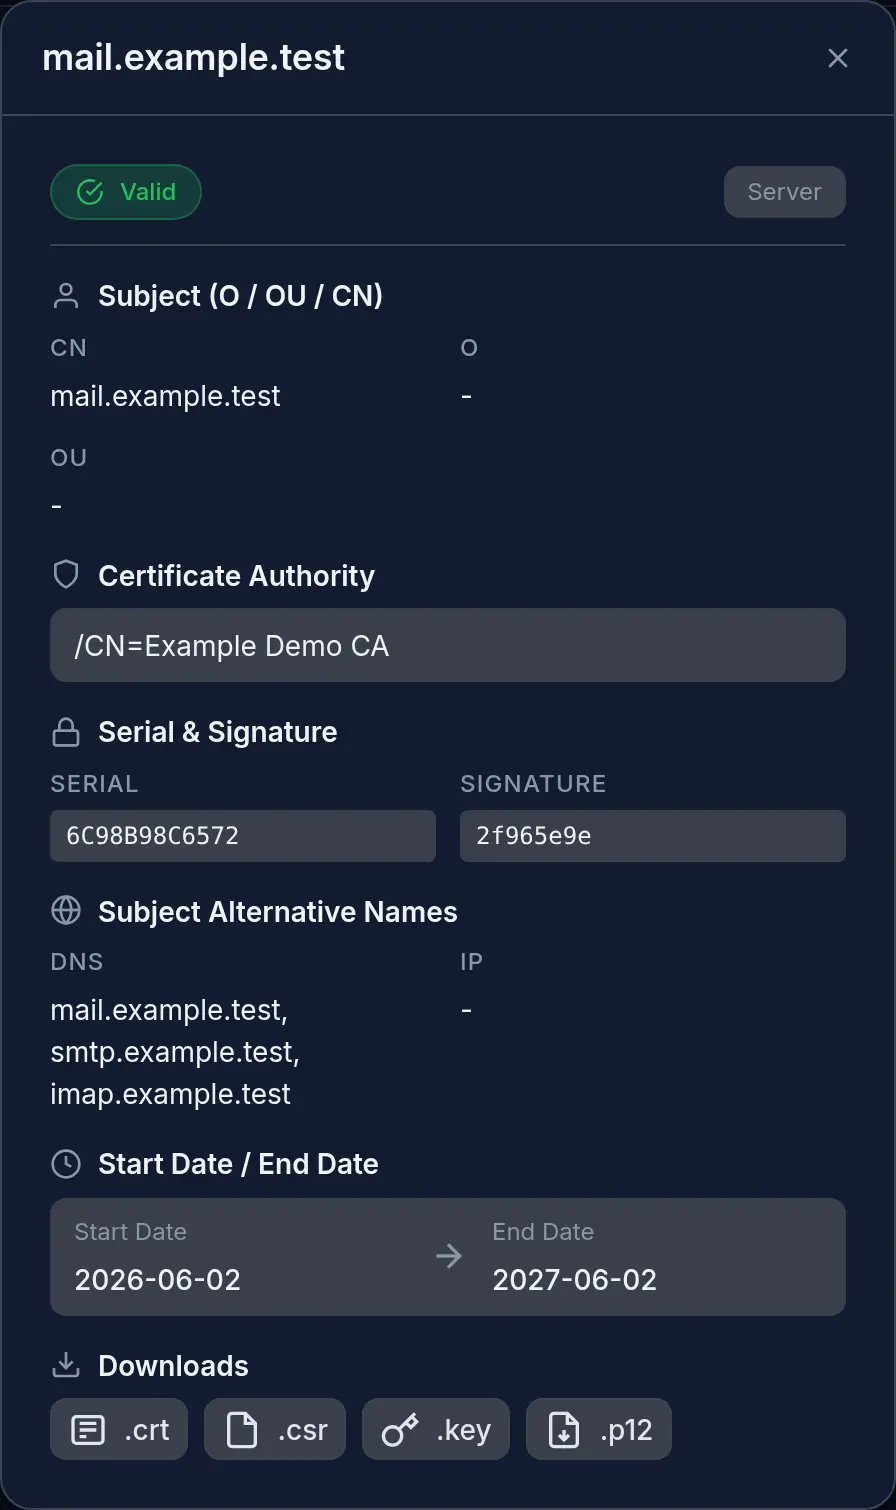 mail.example.test
Valid
Server
Subject (O / OU / CN)
CN
O
mail.example.test
-
OU
-
Certificate Authority
/CN=Example Demo CA
Serial & Signature
SERIAL
SIGNATURE
6C98B98C6572
2f965e9e
Subject Alternative Names
DNS
IP
mail.example.test,
-
smtp.example.test,
imap.example.test
Start Date / End Date
Start Date
End Date
2026-06-02
2027-06-02
Downloads
.crt
.csr
.key
.p12